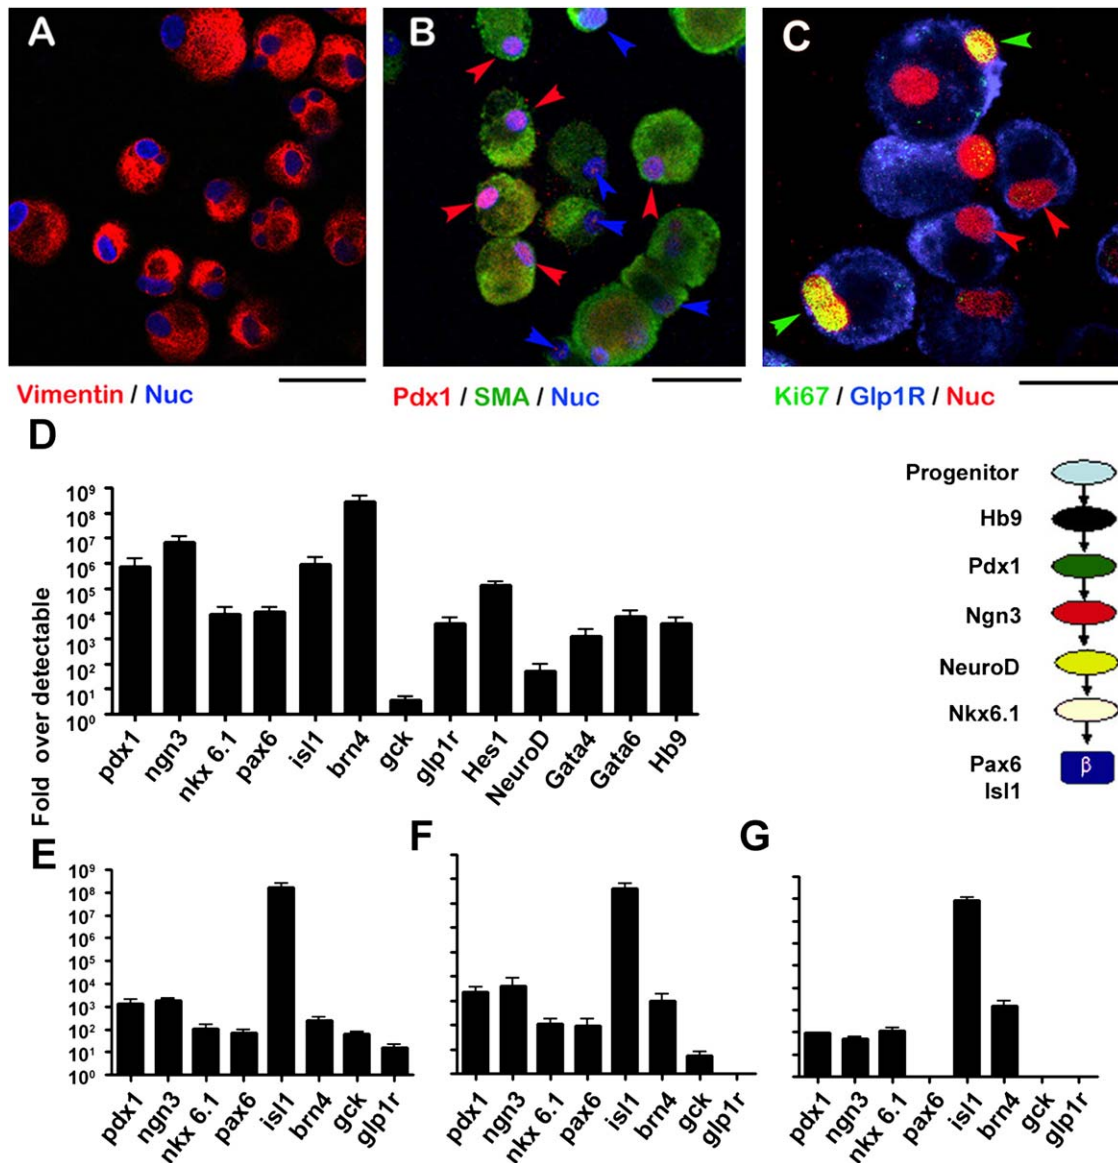 A
B
C
Vimentin / Nuc
Pdx1 / SMA / Nuc
Ki67 / Glp1R / Nuc
D
Fold over detectable
10⁹
10⁸
10⁷
10⁶
10⁵
10⁴
10³
10²
10¹
10⁰
pdx1
ngn3
nkx 6.1
pax6
isl1
brn4
gck
glp1r
Hes1
NeuroD
Gata4
Gata6
Hb9
Progenitor
Hb9
Pdx1
Ngn3
NeuroD
Nkx6.1
Pax6
Isl1
β
E
10⁹
10⁸
10⁷
10⁶
10⁵
10⁴
10³
10²
10¹
10⁰
pdx1
ngn3
nkx 6.1
pax6
isl1
brn4
gck
glp1r
F
pdx1
ngn3
nkx 6.1
pax6
isl1
brn4
gck
glp1r
G
pdx1
ngn3
nkx 6.1
pax6
isl1
brn4
gck
glp1r